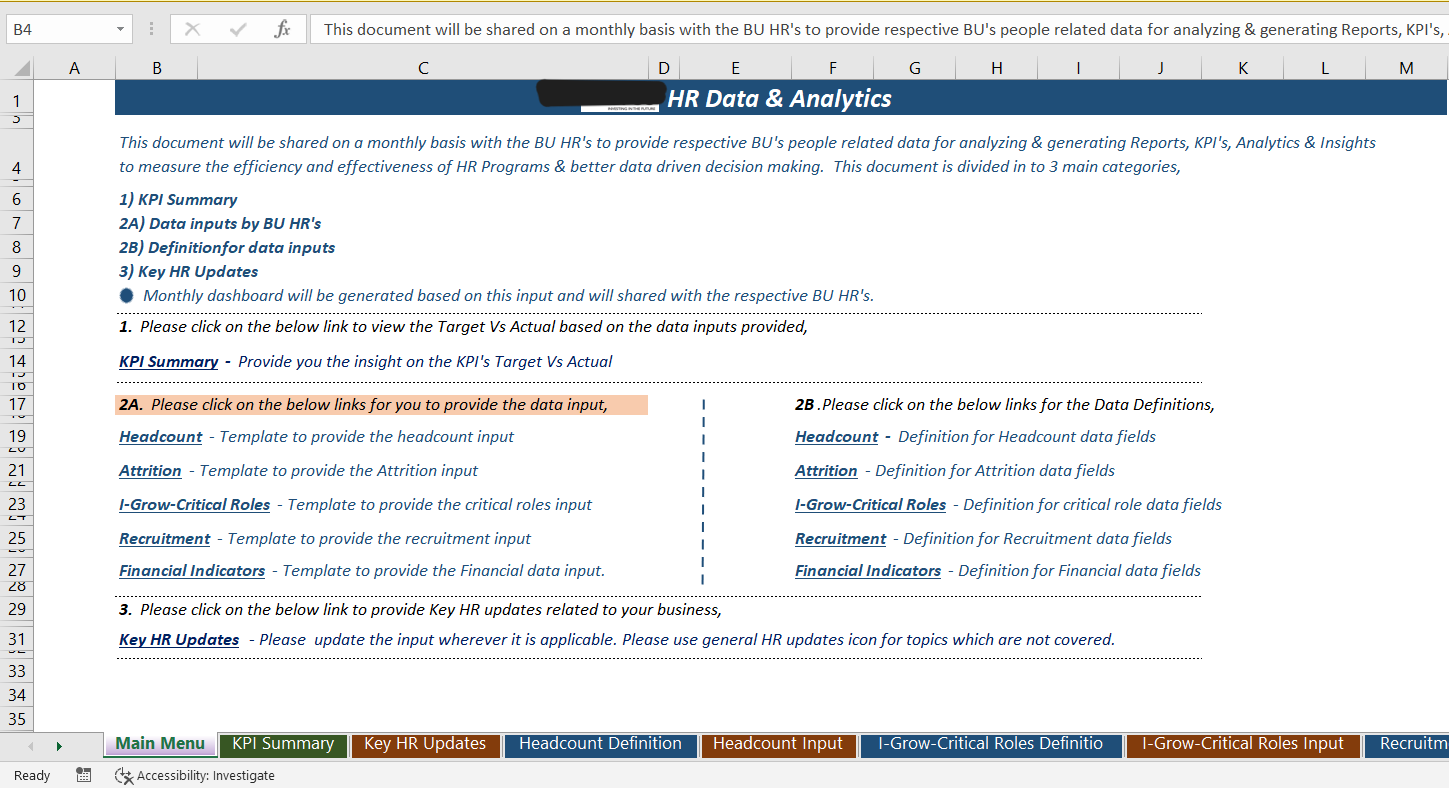 B4
fx
This document will be shared on a monthly basis with the BU HR's to provide respective BU's people related data for analyzing & generating Reports, KPI's,
A B C D E F G H I J K L M
1
HR Data & Analytics
3
4
This document will be shared on a monthly basis with the BU HR's to provide respective BU's people related data for analyzing & generating Reports, KPI's, Analytics & Insights
to measure the efficiency and effectiveness of HR Programs & better data driven decision making. This document is divided in to 3 main categories,
6 1) KPI Summary
7 2A) Data inputs by BU HR's
8 2B) Definitionfor data inputs
9 3) Key HR Updates
10 Monthly dashboard will be generated based on this input and will shared with the respective BU HR's.
12 1. Please click on the below link to view the Target Vs Actual based on the data inputs provided,
14 KPI Summary - Provide you the insight on the KPI's Target Vs Actual
16
17 2A. Please click on the below links for you to provide the data input, 2B .Please click on the below links for the Data Definitions,
19 Headcount - Template to provide the headcount input Headcount - Definition for Headcount data fields
21 Attrition - Template to provide the Attrition input Attrition - Definition for Attrition data fields
23 I-Grow-Critical Roles - Template to provide the critical roles input I-Grow-Critical Roles - Definition for critical role data fields
25 Recruitment - Template to provide the recruitment input Recruitment - Definition for Recruitment data fields
27 Financial Indicators - Template to provide the Financial data input. Financial Indicators - Definition for Financial data fields
28
29 3. Please click on the below link to provide Key HR updates related to your business,
31 Key HR Updates - Please update the input wherever it is applicable. Please use general HR updates icon for topics which are not covered.
33
34
35
Main Menu KPI Summary Key HR Updates Headcount Definition Headcount Input I-Grow-Critical Roles Definitio I-Grow-Critical Roles Input Recruitm
Ready Accessibility: Investigate